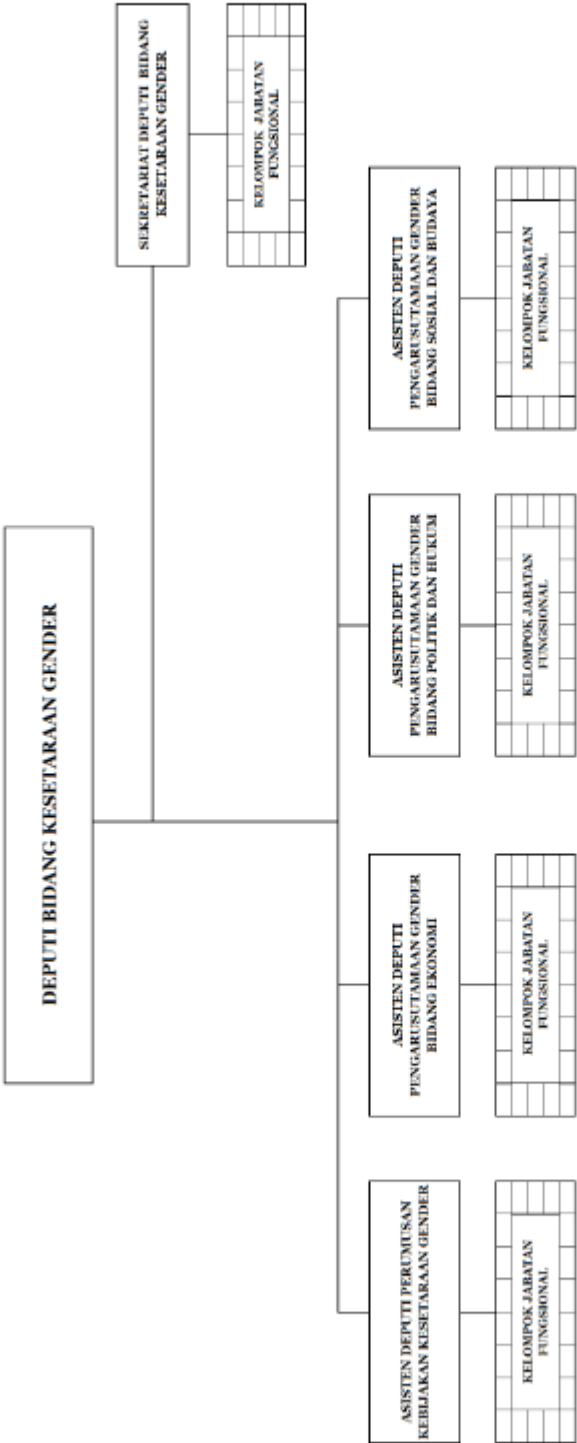 DEPUTI BIDANG KESETARAAN GENDER
SEKRETARIAT DEPUTI BIDANG
KESETARAAN GENDER
KELOMPOK JABATAN
FUNGSIONAL
ASISTEN DEPUTI PERUMUSAN
KEBIJAKAN KESETARAAN GENDER
KELOMPOK JABATAN
FUNGSIONAL
ASISTEN DEPUTI
PENGARUSUTAMAAN GENDER
BIDANG EKONOMI
KELOMPOK JABATAN
FUNGSIONAL
ASISTEN DEPUTI
PENGARUSUTAMAAN GENDER
BIDANG POLITIK DAN HUKUM
KELOMPOK JABATAN
FUNGSIONAL
ASISTEN DEPUTI
PENGARUSUTAMAAN GENDER
BIDANG SOSIAL DAN BUDAYA
KELOMPOK JABATAN
FUNGSIONAL